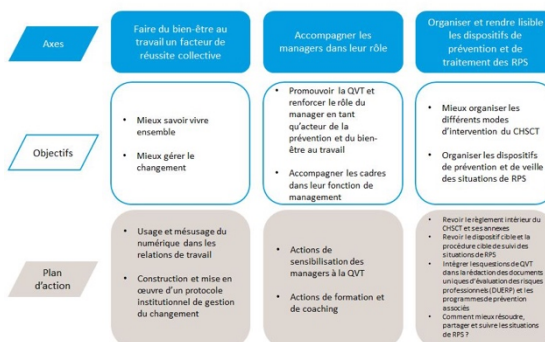 Axes
Faire du bien-être au
travail un facteur de
réussite collective
Accompagner les
managers dans leur rôle
Organiser et rendre lisible
les dispositifs de
prévention et de
traitement des RPS
Objectifs
• Mieux savoir vivre
ensemble
• Mieux gérer le
changement
• Promouvoir la QVT et
renforcer le rôle du
manager en tant
qu'acteur de la
prévention et du bien-
être au travail
• Accompagner les cadres
dans leur fonction de
management
• Mieux organiser les
différents modes
d'intervention du CHSCT
• Organiser les dispositifs
de prévention et de veille
des situations de RPS
Plan
d'action
• Usage et mésusage du
numérique dans les
relations de travail
• Construction et mise en
œuvre d'un protocole
institutionnel de gestion
du changement
• Actions de
sensibilisation des
managers à la QVT
• Actions de formation et
de coaching
• Revoir le règlement intérieur du
CHSCT et ses annexes
• Revoir le dispositif cible et la
procédure cible de suivi des
situations de RPS
• Intégrer les questions de QVT
dans la rédaction des documents
uniques d'évaluation des risques
professionnels (DUERP) et les
programmes de prévention
associés
• Comment mieux résoudre,
partager et suivre les situations
de RPS ?